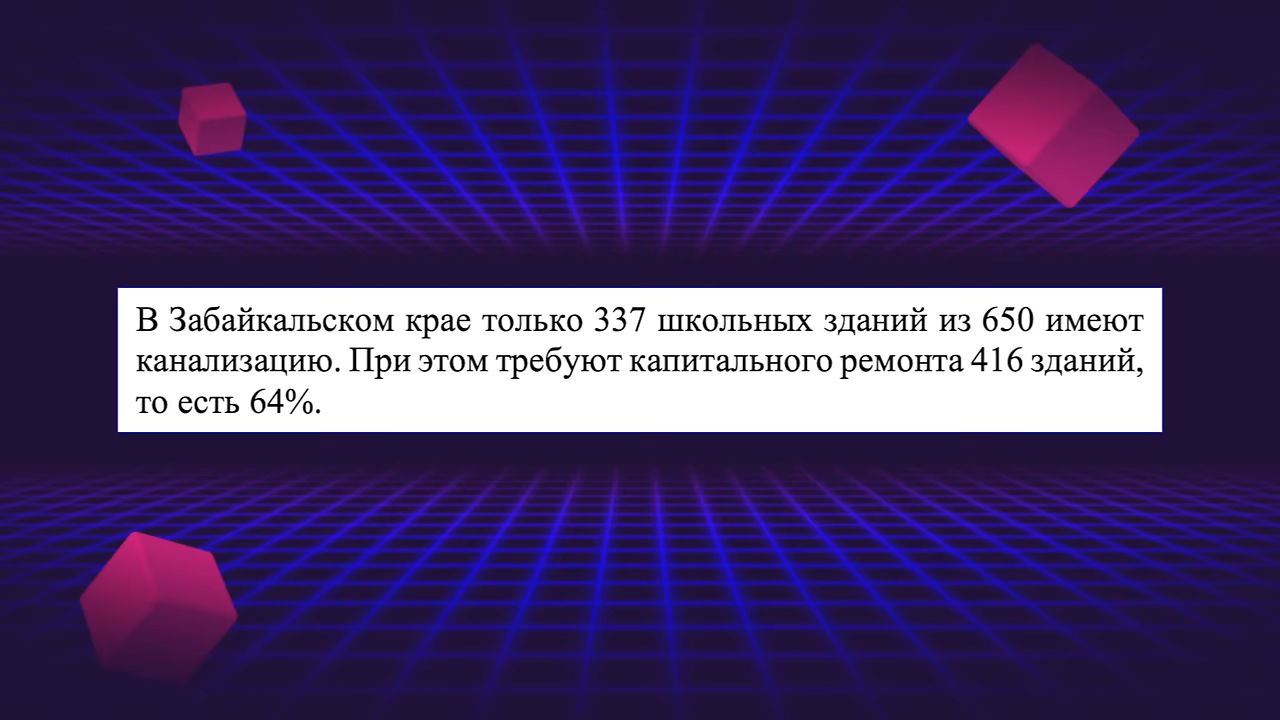 В Забайкальском крае только 337 школьных зданий из 650 имеют
канализацию. При этом требуют капитального ремонта 416 зданий,
то есть 64%.